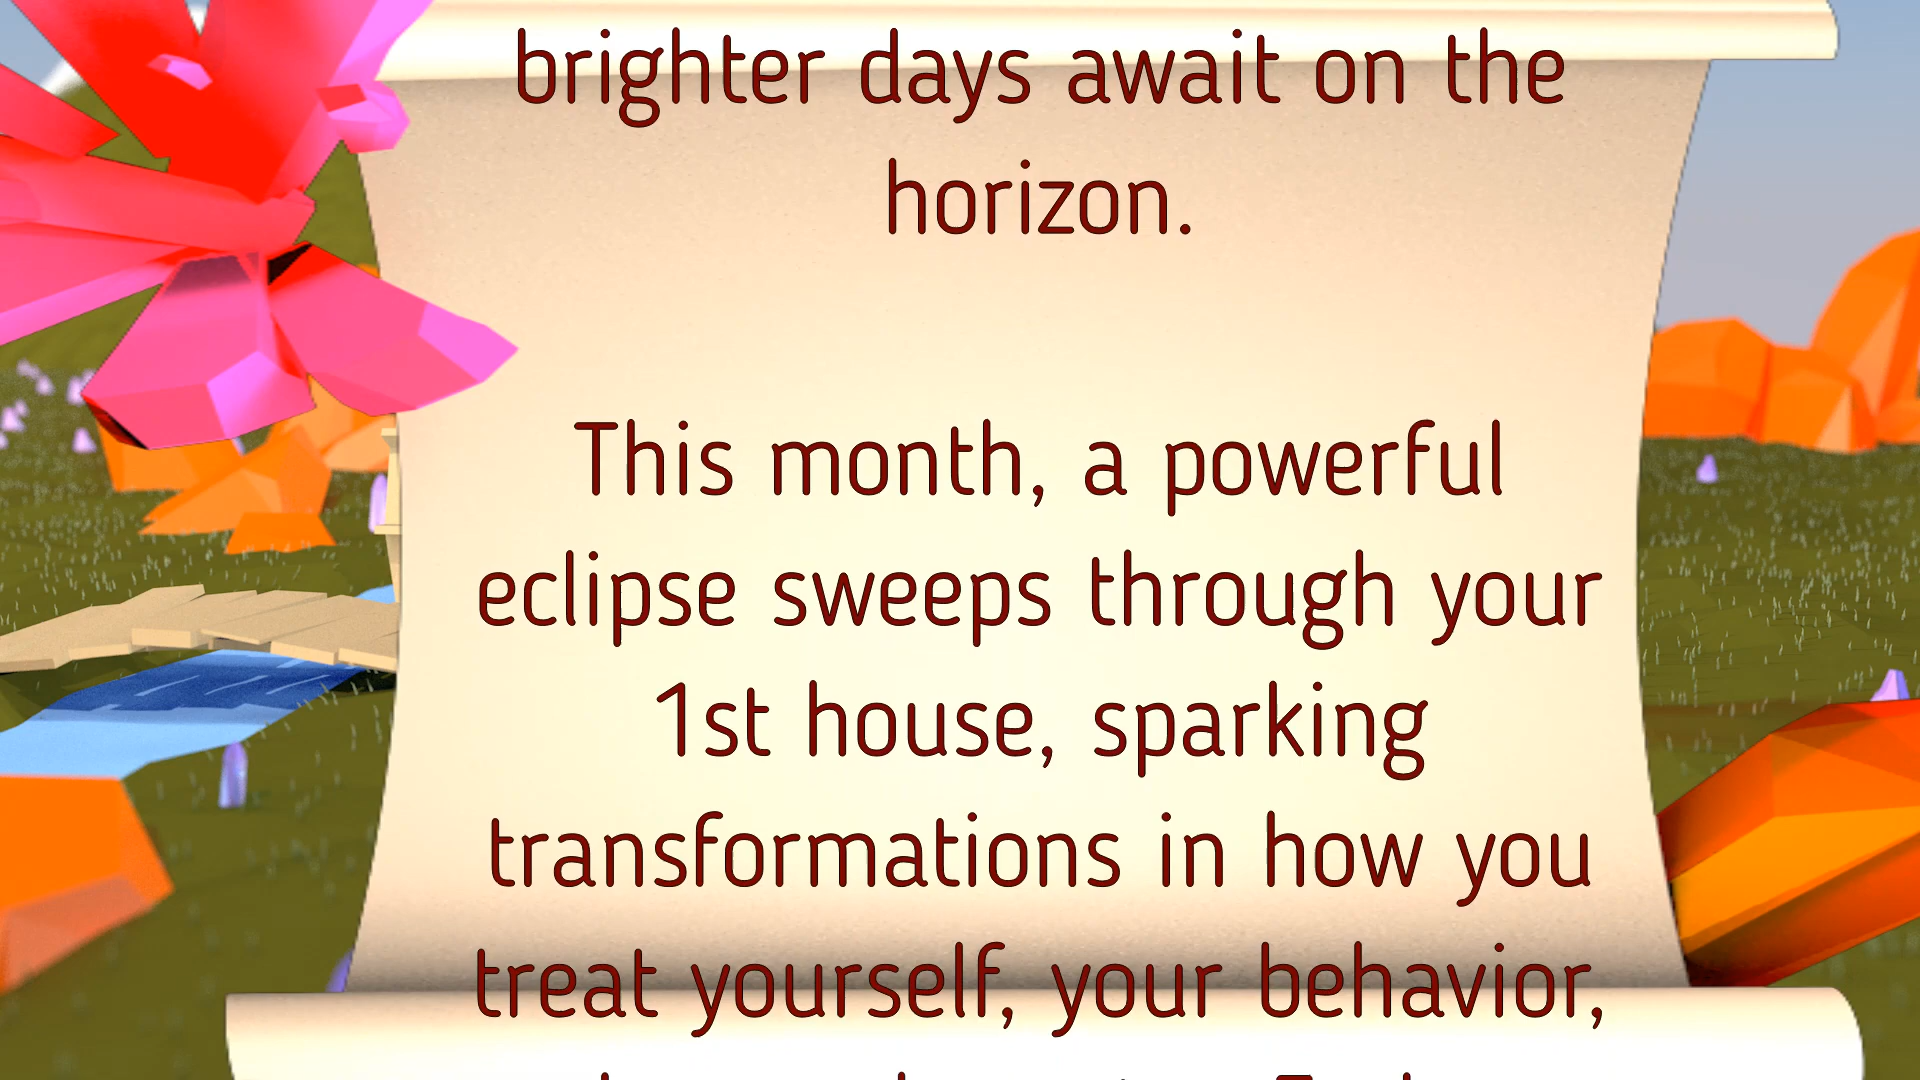 brighter days await on the
horizon.
This month, a powerful
eclipse sweeps through your
1st house, sparking
transformations in how you
treat yourself, your behavior,